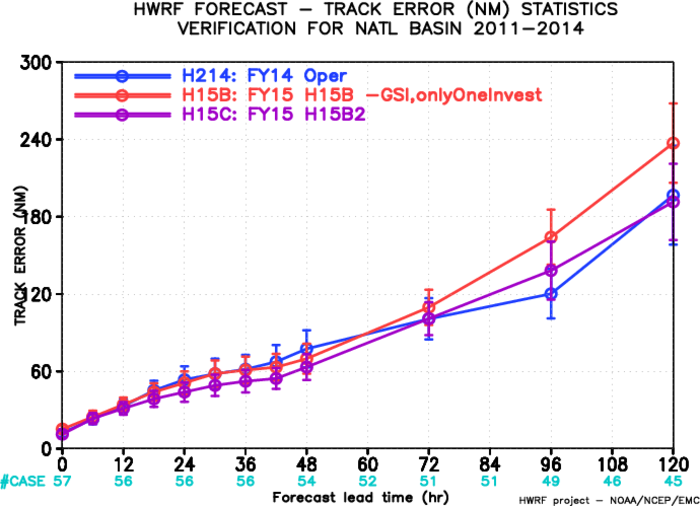 HWRF FORECAST – TRACK ERROR (NM) STATISTICS
VERIFICATION FOR NATL BASIN 2011–2014
H214: FY14 Oper
H15B: FY15 H15B –GSI,onlyOneInvest
H15C: FY15 H15B2
TRACK ERROR (NM)
300
240
180
120
60
0
0 12 24 36 48 60 72 84 96 108 120
#CASE 57 56 56 56 54 52 51 51 49 46 45
Forecast lead time (hr)
HWRF project – NOAA/NCEP/EMC